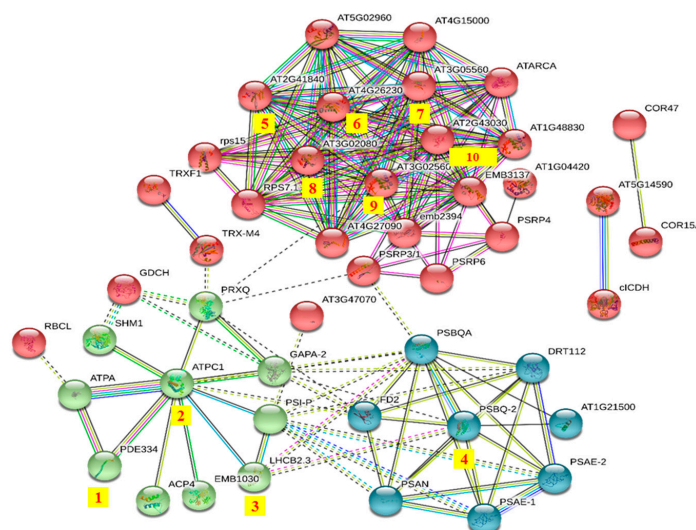 AT5G02960
AT4G15000
AT2G41840
AT4G26230
AT3G05560
ATARCA
COR47
5
6
7
AT2G43030
rps15
AT3G02080
AT1G48830
10
TRXF1
AT3G02560
AT1G04420
EMB3137
AT5G14590
RPS7.1
8
9
emb2394
PSRP4
COR15A
TRX-M4
AT4G27090
PSRP3/1
PSRP6
GDCH
PRXQ
AT3G47070
cICDH
RBCL
SHM1
PSBQA
DRT112
ATPC1
GAPA-2
ATPA
FD2
PSBQ-2
AT1G21500
2
PSI-P
PDE334
LHCB2.3
4
PSAE-2
1
ACP4
EMB1030
3
PSAN
PSAE-1